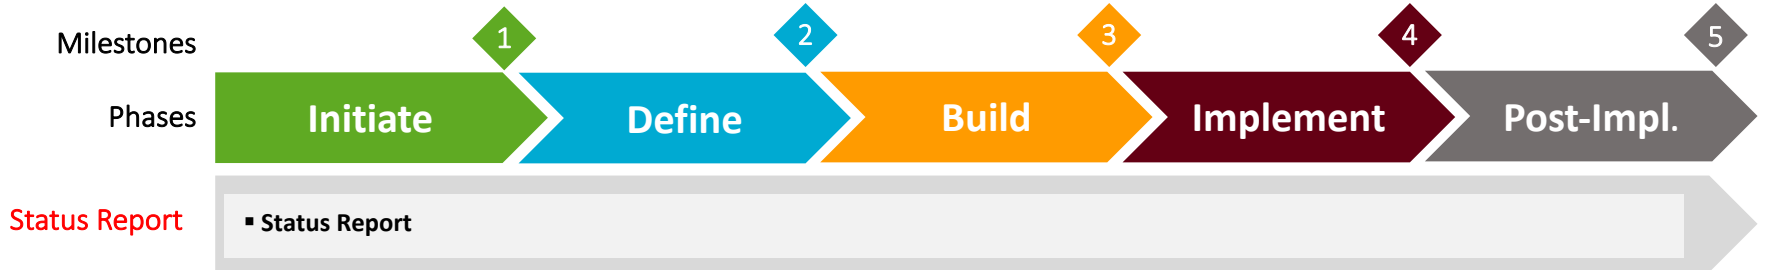 Milestones 1 2 3 4 5
Phases Initiate Define Build Implement Post-Impl.
Status Report ▪ Status Report